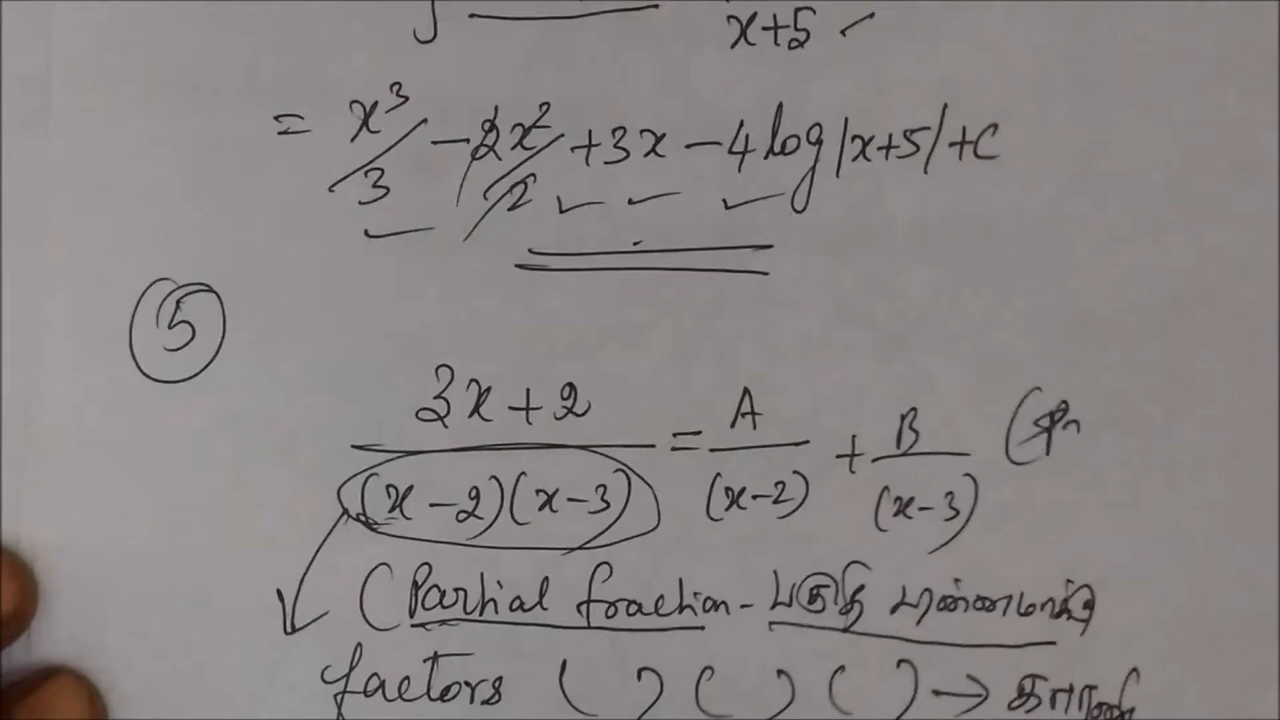 ∫ x+5
= x³/3 - 2x²/2 + 3x - 4 log|x+5| + C
5
3x+2 / (x-2)(x-3) = A/(x-2) + B/(x-3) (
(Partial fraction - பகுதி
factors ( ) ( ) ( ) →